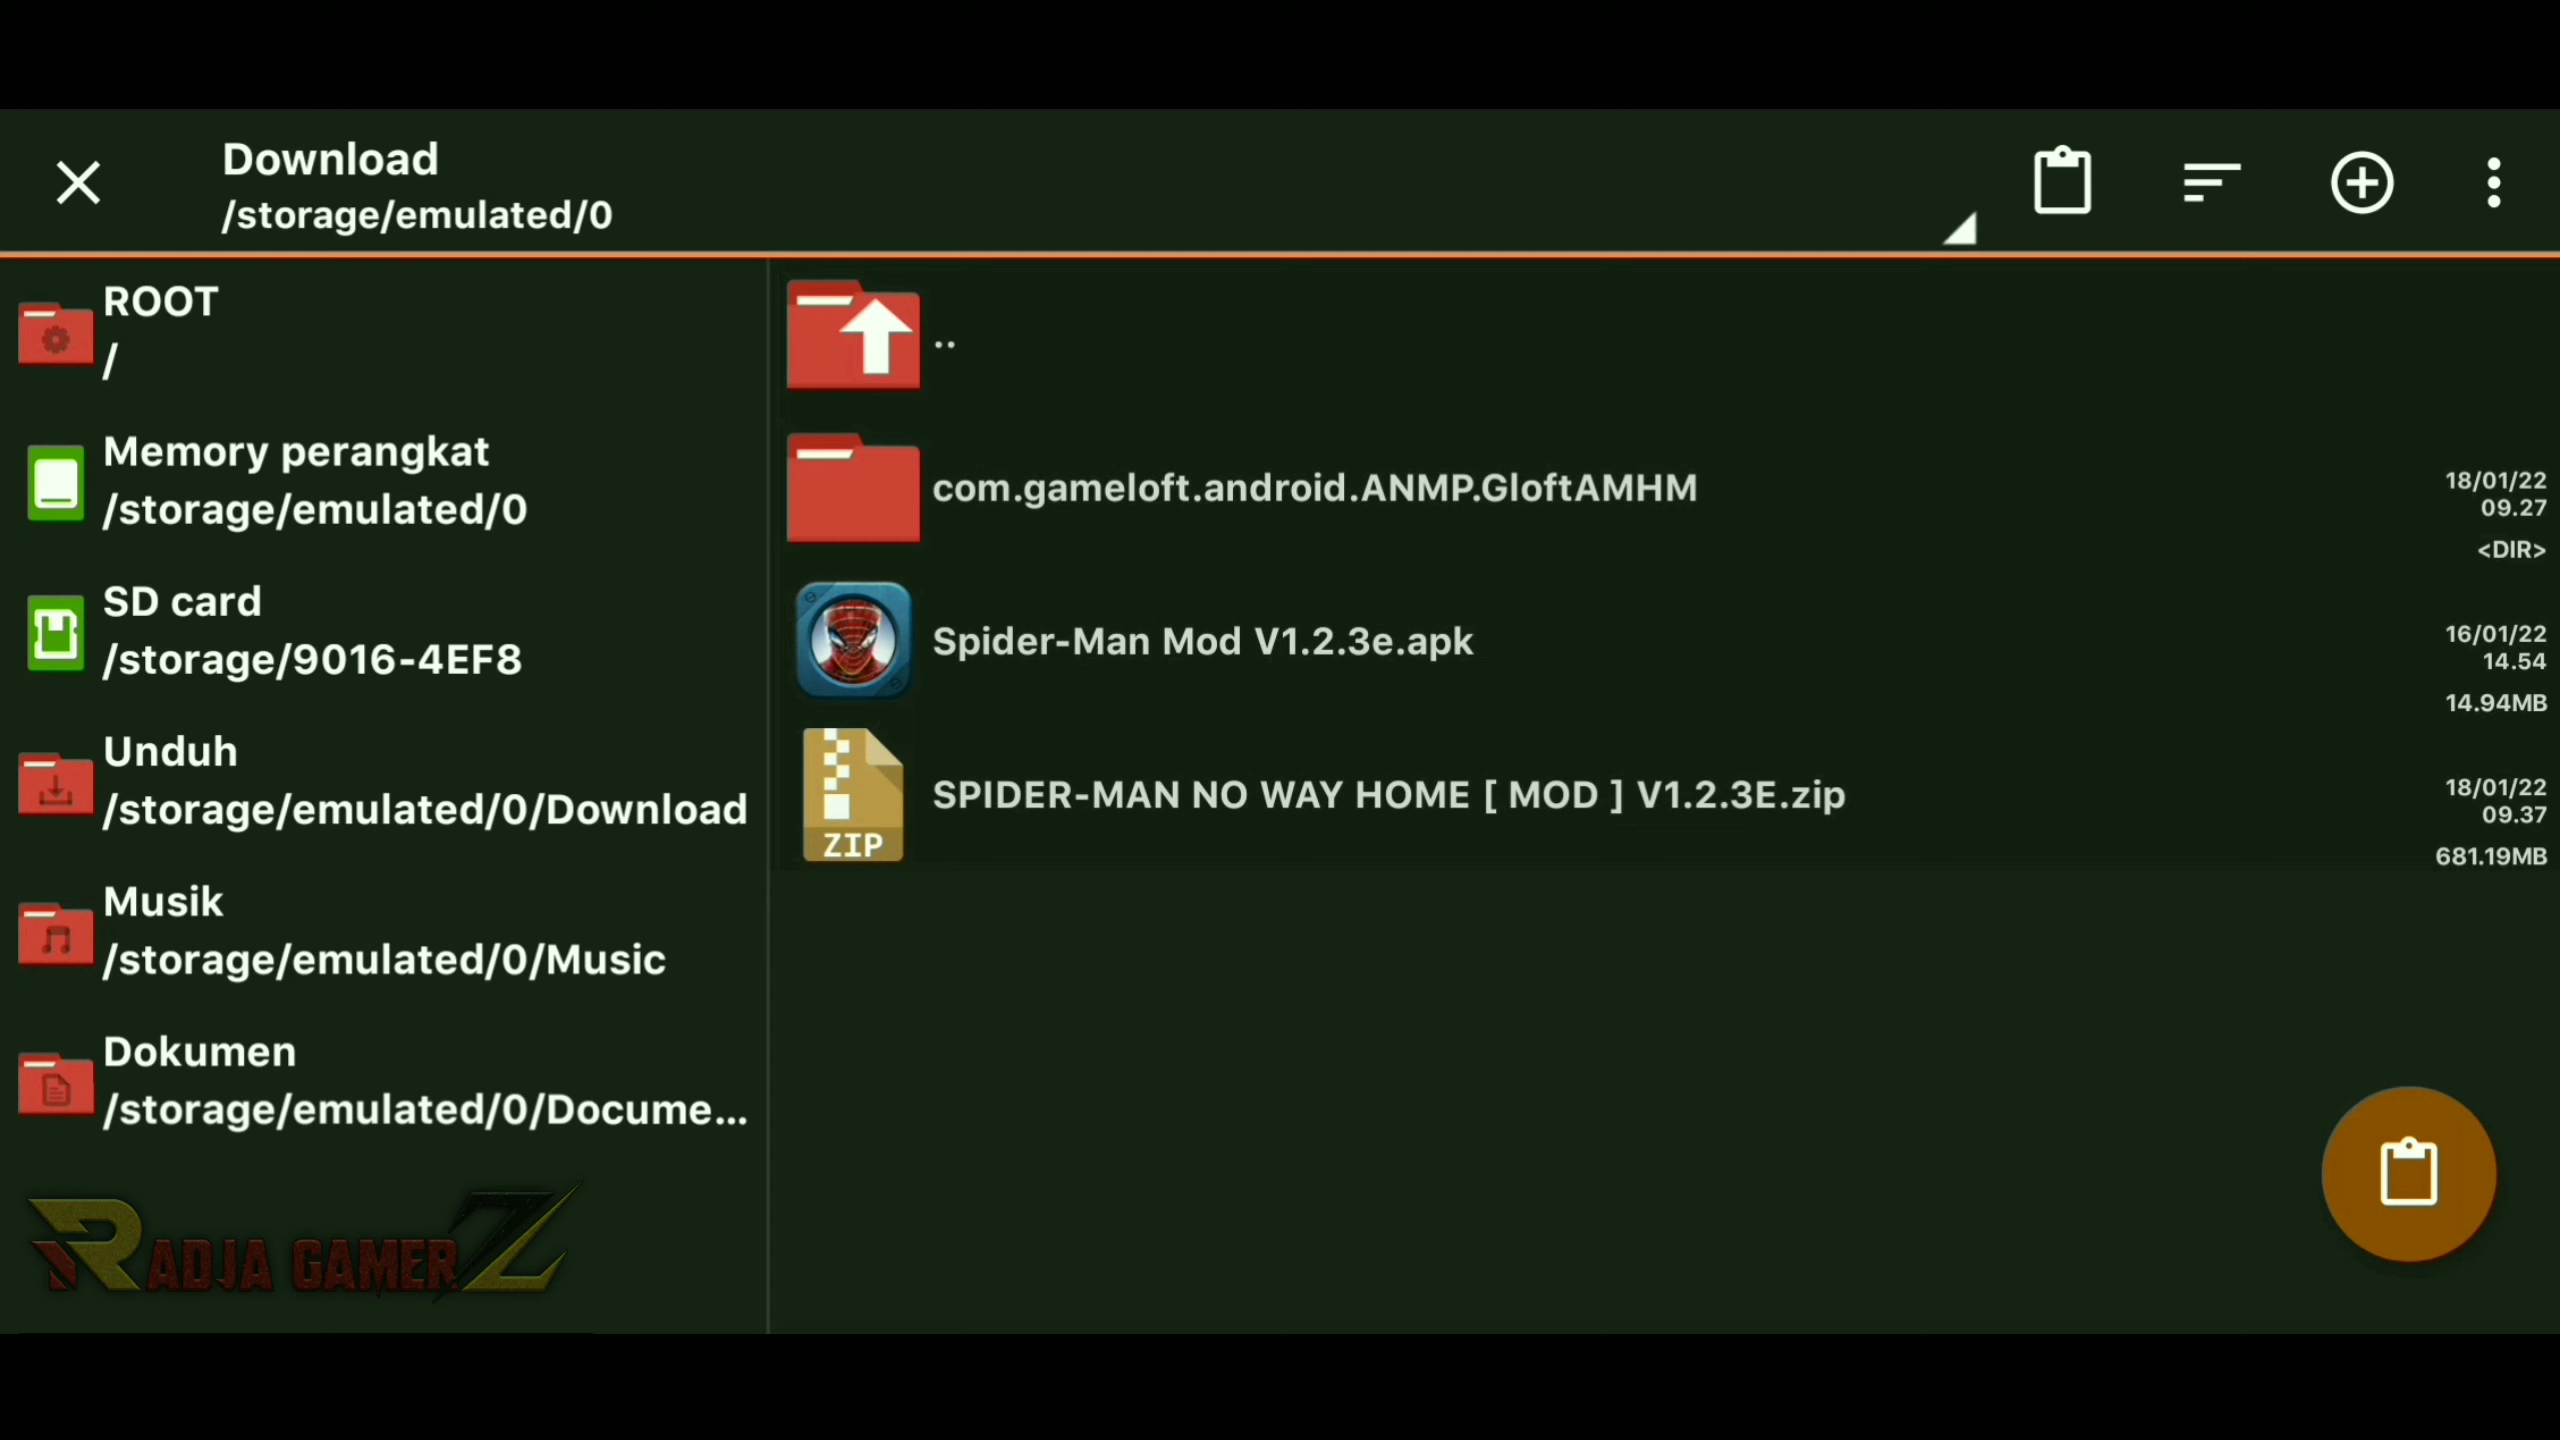 Download
/storage/emulated/0
ROOT
/
Memory perangkat
/storage/emulated/0
SD card
/storage/9016-4EF8
Unduh
/storage/emulated/0/Download
Musik
/storage/emulated/0/Music
Dokumen
/storage/emulated/0/Docume...
RADJA GAMERZ
..
com.gameloft.android.ANMP.GloftAMHM
18/01/22
09.27
<DIR>
Spider-Man Mod V1.2.3e.apk
16/01/22
14.54
14.94MB
ZIP
SPIDER-MAN NO WAY HOME [ MOD ] V1.2.3E.zip
18/01/22
09.37
681.19MB